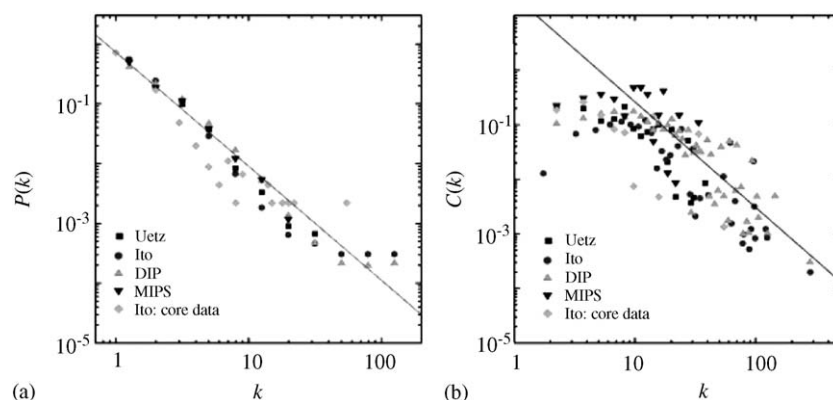 10⁻¹
10⁻³
10⁻⁵
P(k)
Uetz
Ito
DIP
MIPS
Ito: core data
1 10 100
(a) k
10⁻¹
10⁻³
10⁻⁵
C(k)
Uetz
Ito
DIP
MIPS
Ito: core data
1 10 100
(b) k